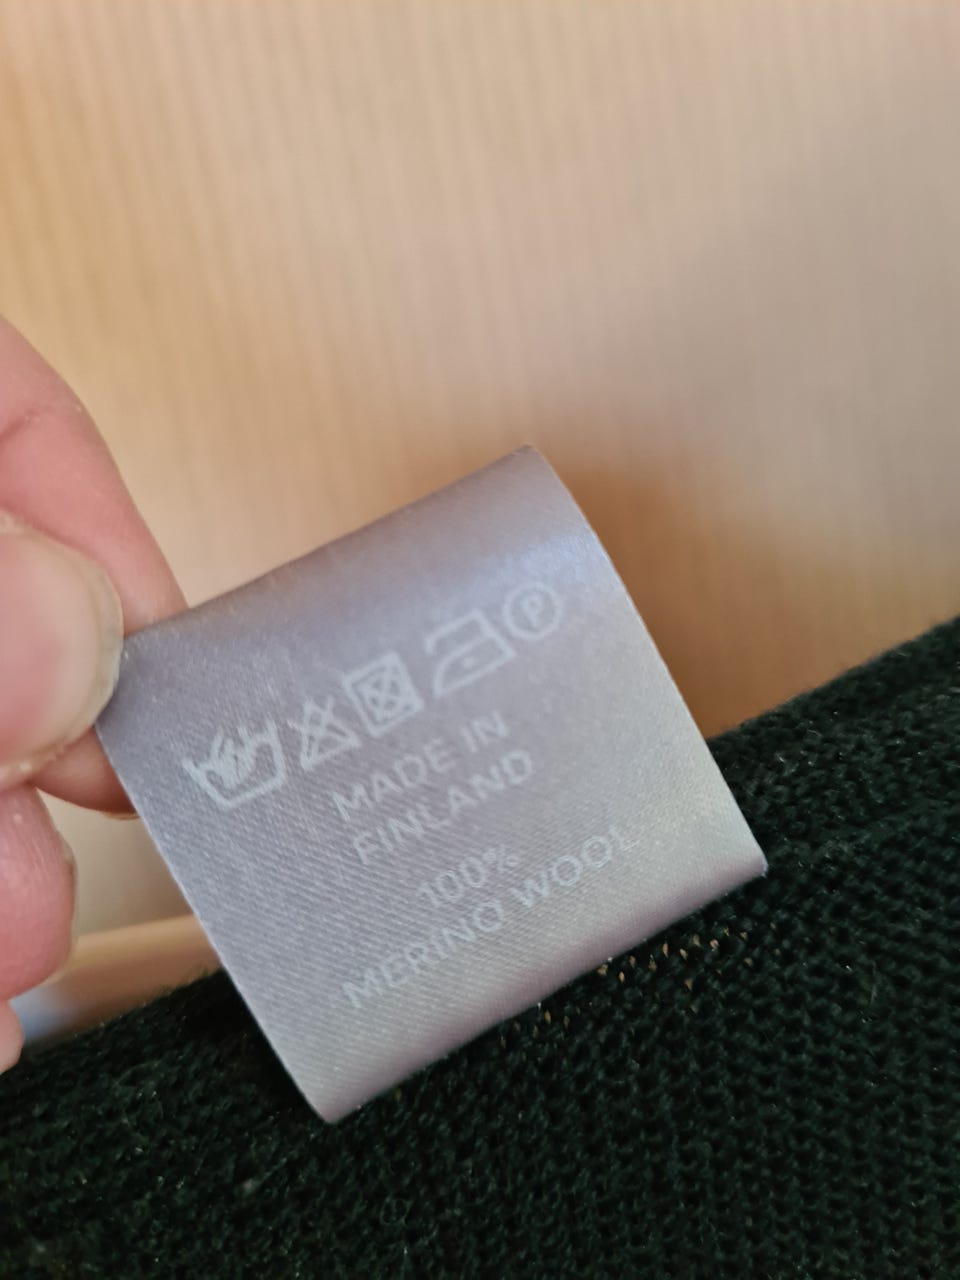 P
MADE IN
FINLAND
100%
MERINO WOOL